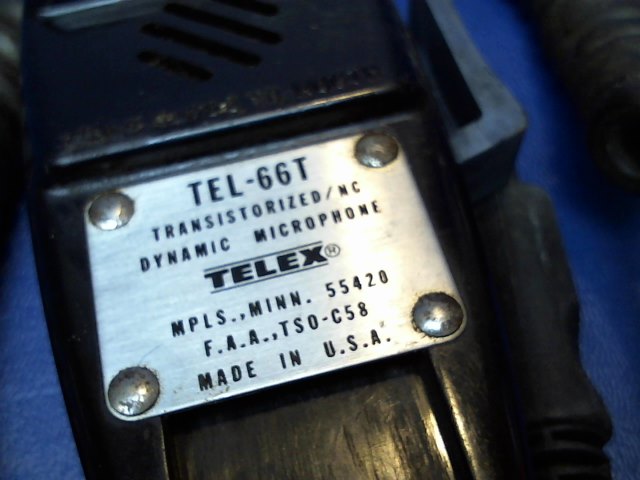 TEL-66T
TRANSISTORIZED/NC
DYNAMIC MICROPHONE
TELEX®
MPLS., MINN. 55420
F.A.A., TSO-C58
MADE IN U.S.A.